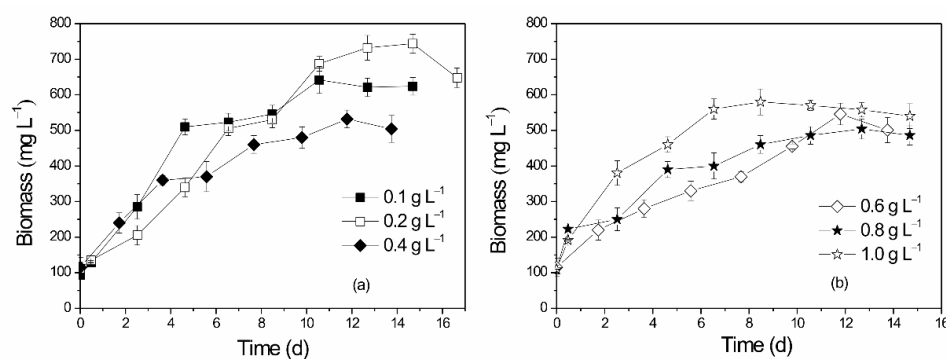 800
700
600
500
400
300
200
100
0
Biomass (mg L⁻¹)
0 2 4 6 8 10 12 14 16
Time (d)
0.1 g L⁻¹
0.2 g L⁻¹
0.4 g L⁻¹
(a)
800
700
600
500
400
300
200
100
0
Biomass (mg L⁻¹)
0 2 4 6 8 10 12 14 16
Time (d)
0.6 g L⁻¹
0.8 g L⁻¹
1.0 g L⁻¹
(b)